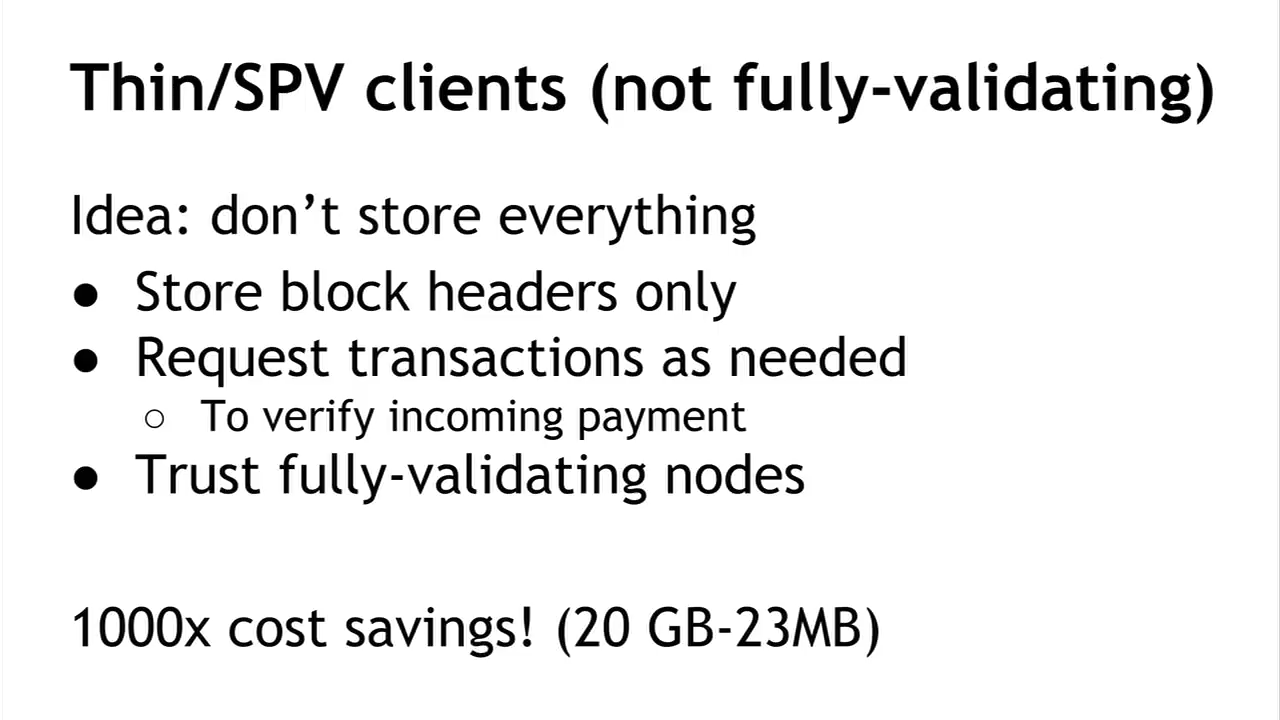 Thin/SPV clients (not fully-validating)
Idea: don’t store everything
● Store block headers only
● Request transactions as needed
○ To verify incoming payment
● Trust fully-validating nodes
1000x cost savings! (20 GB-23MB)